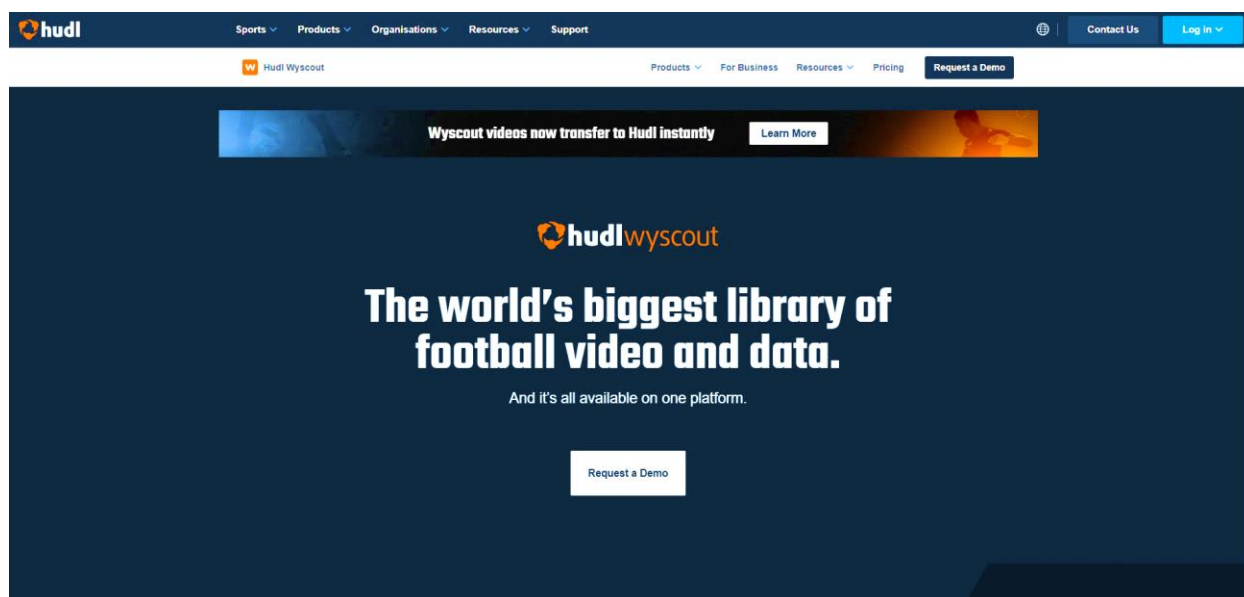 hudl
Sports Products Organisations Resources Support Contact Us Log in
W Hudl Wyscout Products For Business Resources Pricing Request a Demo
Wyscout videos now transfer to Hudl instantly Learn More
hudlwyscout
The world's biggest library of
football video and data.
And it's all available on one platform.
Request a Demo